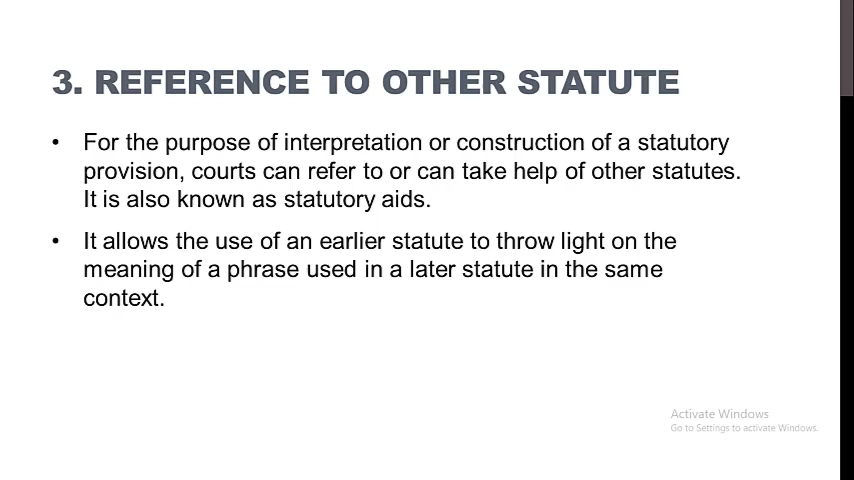 3. REFERENCE TO OTHER STATUTE
• For the purpose of interpretation or construction of a statutory
provision, courts can refer to or can take help of other statutes.
It is also known as statutory aids.
• It allows the use of an earlier statute to throw light on the
meaning of a phrase used in a later statute in the same
context.
Activate Windows
Go to Settings to activate Windows.